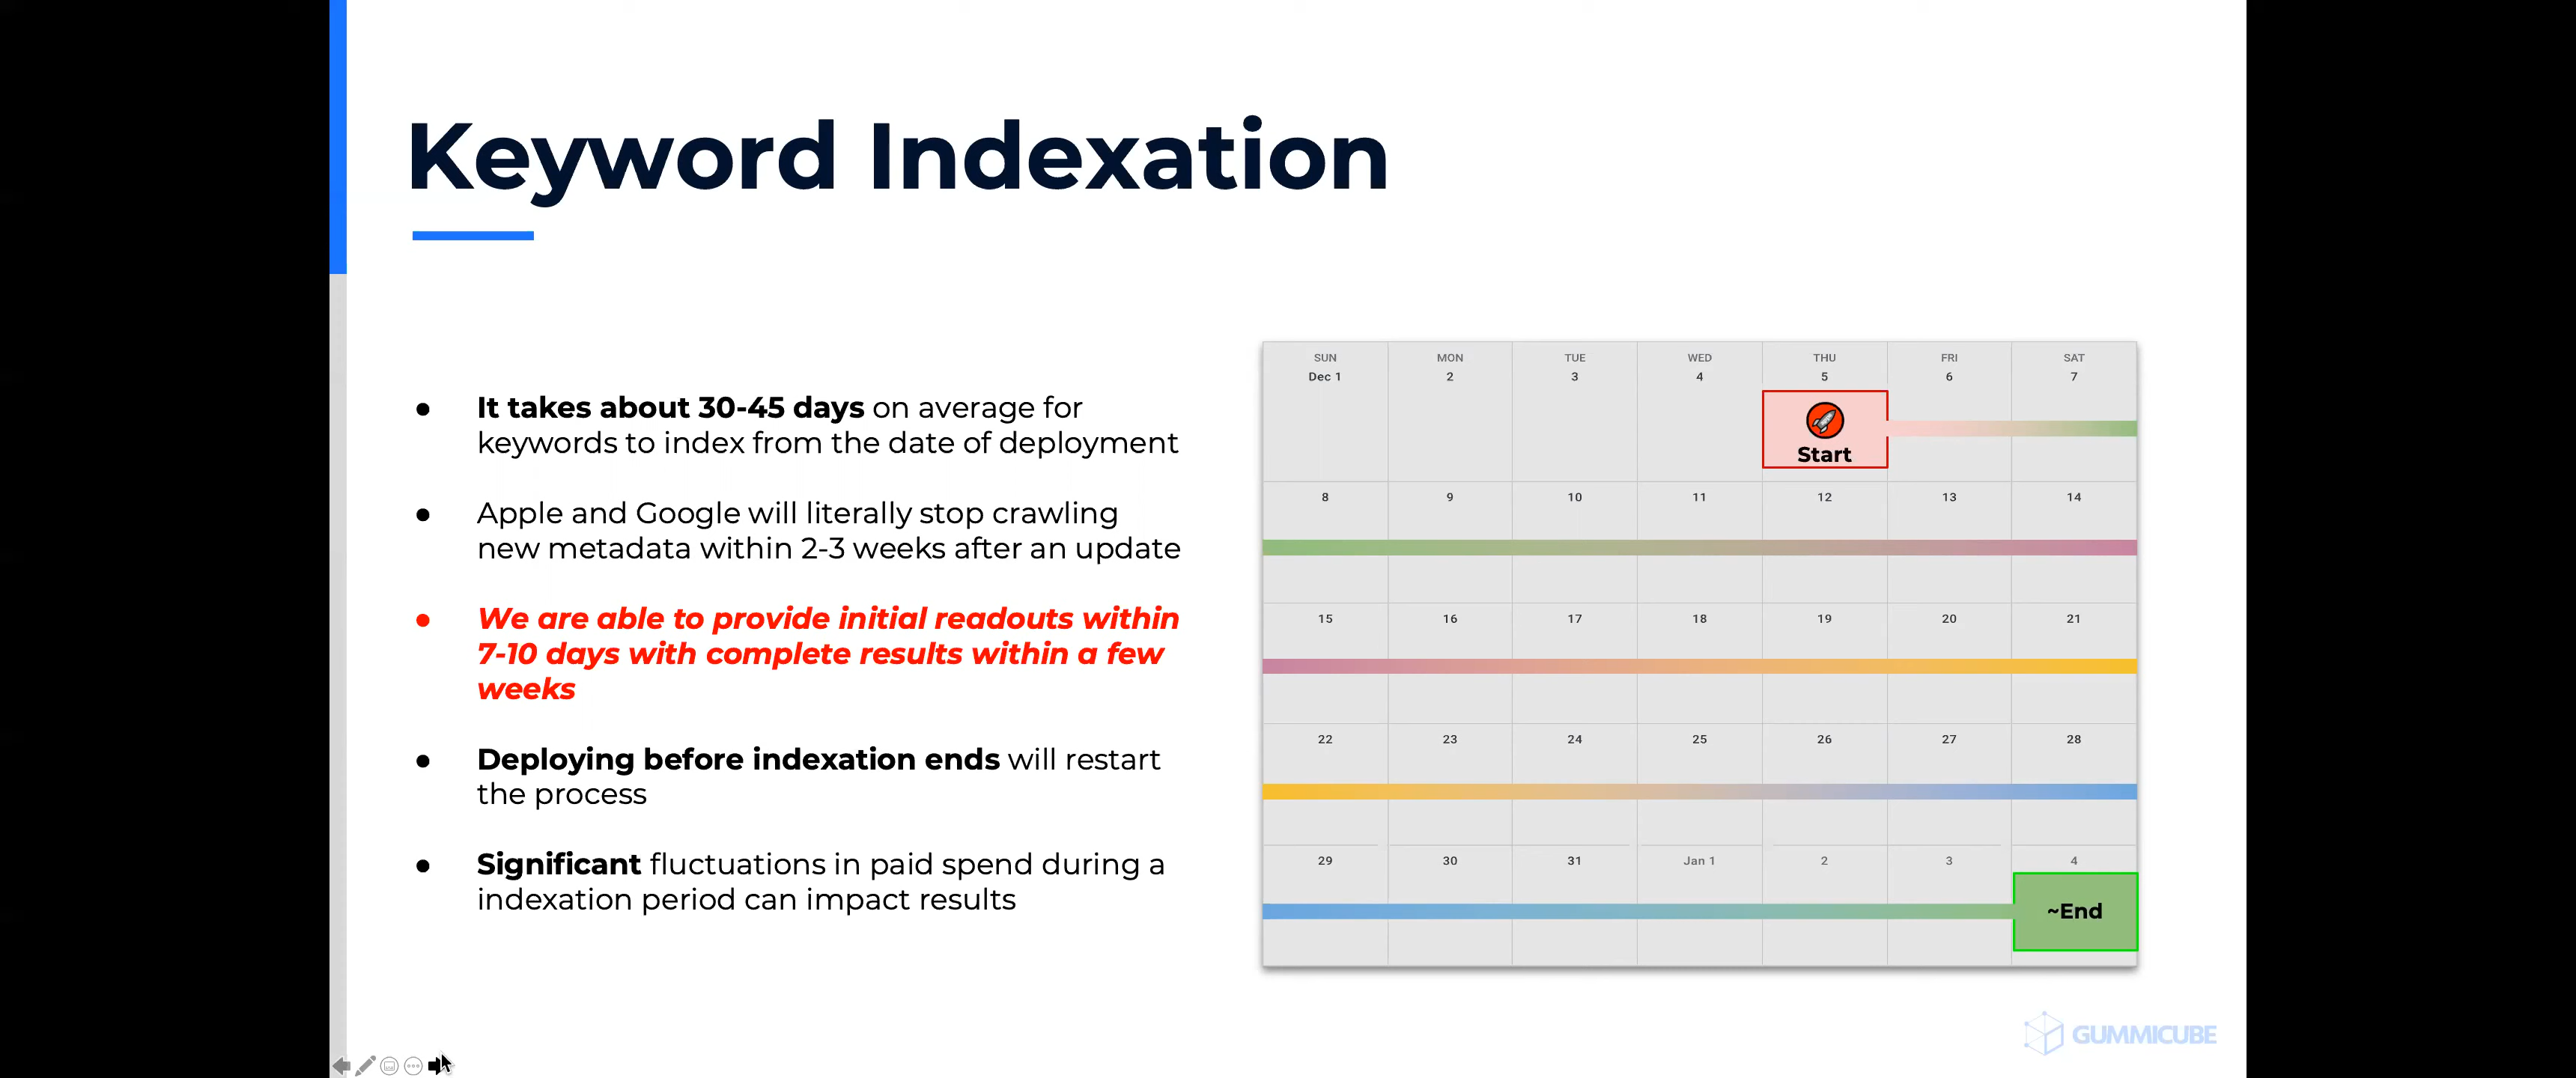 Keyword Indexation
● It takes about 30-45 days on average for
keywords to index from the date of deployment
● Apple and Google will literally stop crawling
new metadata within 2-3 weeks after an update
● We are able to provide initial readouts within
7-10 days with complete results within a few
weeks
● Deploying before indexation ends will restart
the process
● Significant fluctuations in paid spend during a
indexation period can impact results
SUN MON TUE WED THU FRI SAT
Dec 1 2 3 4 5 6 7
Start
8 9 10 11 12 13 14
15 16 17 18 19 20 21
22 23 24 25 26 27 28
29 30 31 Jan 1 2 3 4
~End
GUMMICUBE